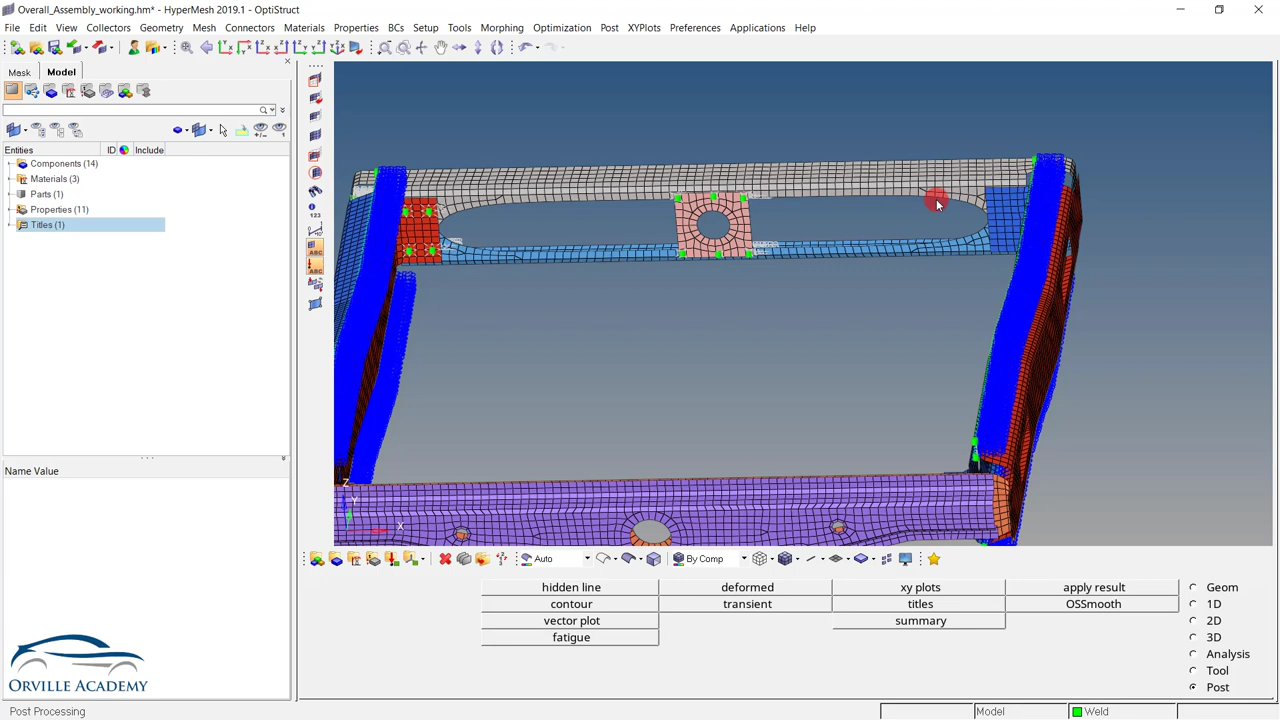 Overall_Assembly_working.hm* - HyperMesh 2019.1 - OptiStruct
File Edit View Collectors Geometry Mesh Connectors Materials Properties BCs Setup Tools Morphing Optimization Post XYPlots Preferences Applications Help
Mask Model
Entities ID Include
Components (14)
Materials (3)
Parts (1)
Properties (11)
Titles (1)
123
ABC
ABC
Name Value
Z
Y
X
Auto By Comp
hidden line deformed xy plots apply result Geom
contour transient titles OSSmooth 1D
vector plot summary 2D
fatigue 3D
Analysis
Tool
Post
ORVILLE ACADEMY
Post Processing Model Weld